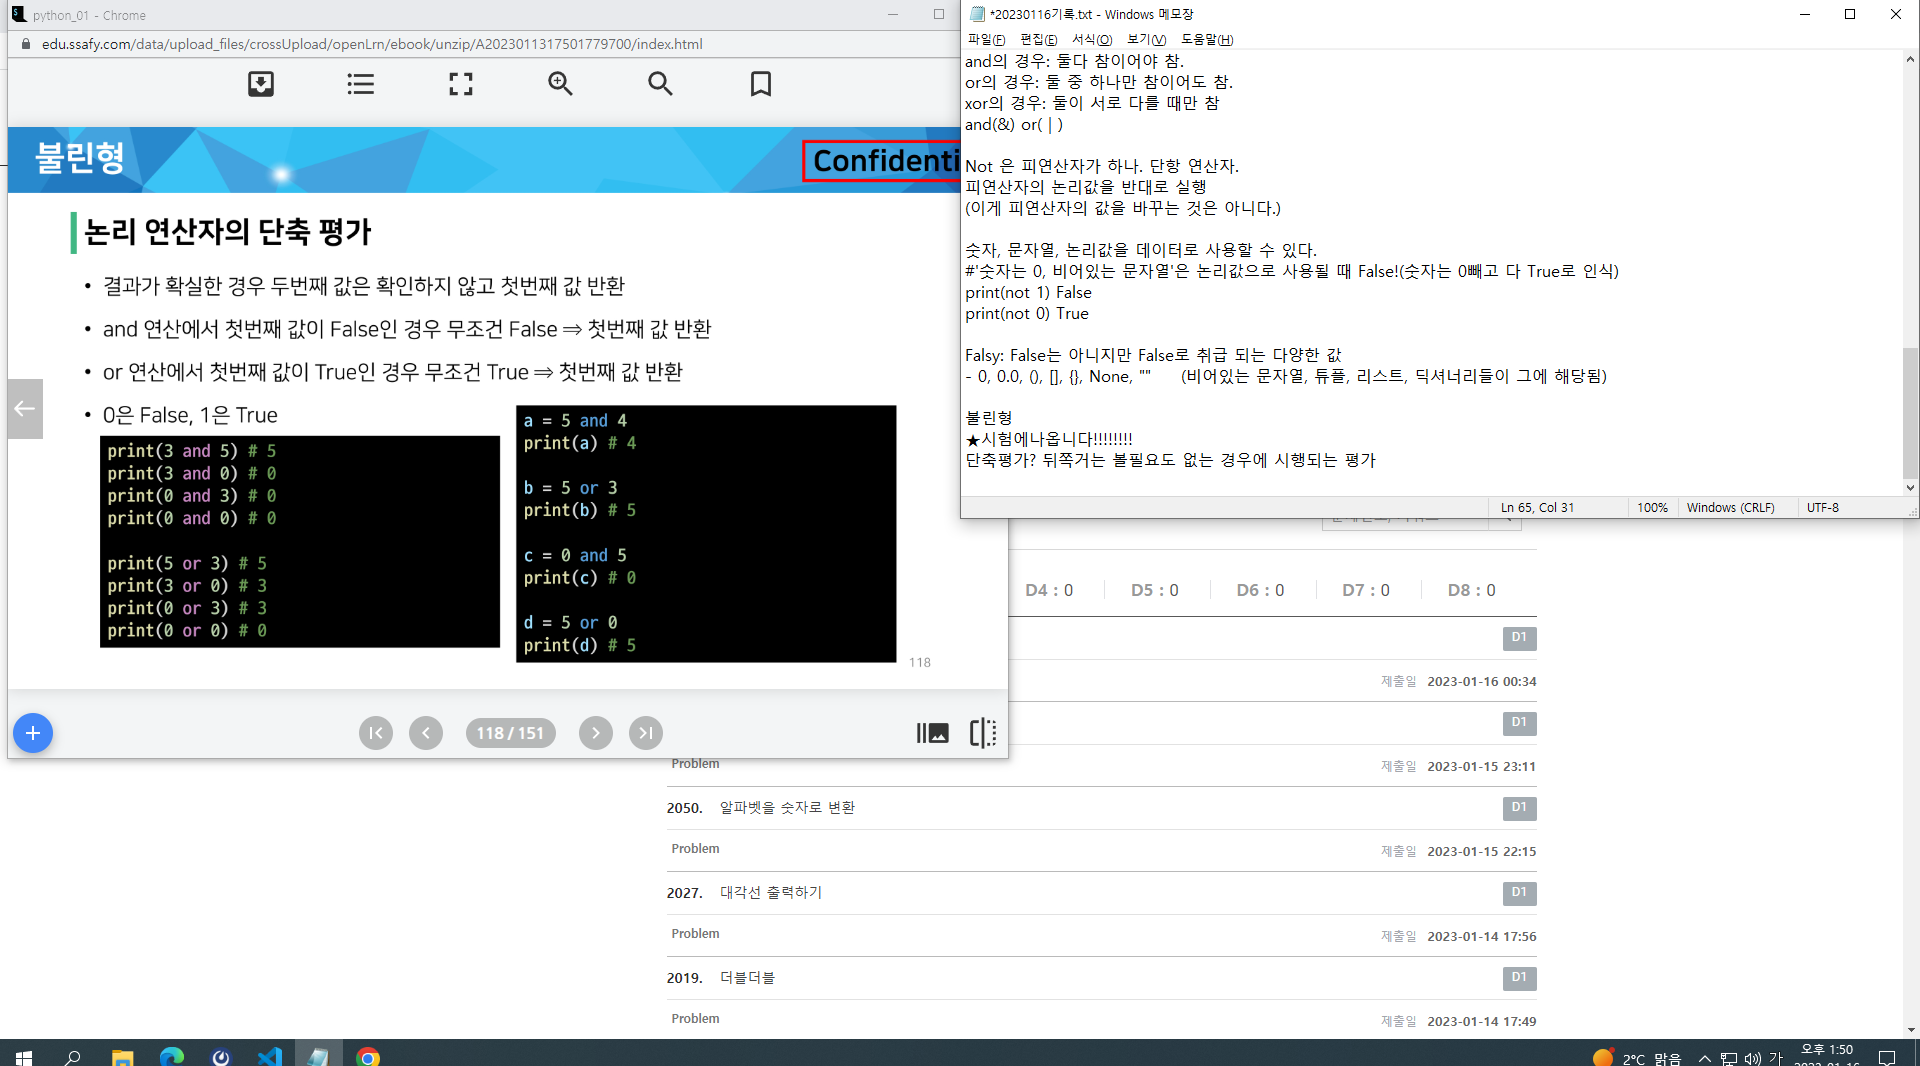 python_01 - Chrome
edu.ssafy.com/data/upload_files/crossUpload/openLrn/ebook/unzip/A2023011317501779700/index.html
불린형
Confidenti
논리 연산자의 단축 평가
• 결과가 확실한 경우 두번째 값은 확인하지 않고 첫번째 값 반환
• and 연산에서 첫번째 값이 False인 경우 무조건 False ⇒ 첫번째 값 반환
• or 연산에서 첫번째 값이 True인 경우 무조건 True ⇒ 첫번째 값 반환
• 0은 False, 1은 True
print(3 and 5) # 5
print(3 and 0) # 0
print(0 and 3) # 0
print(0 and 0) # 0
print(5 or 3) # 5
print(3 or 0) # 3
print(0 or 3) # 3
print(0 or 0) # 0
a = 5 and 4
print(a) # 4
b = 5 or 3
print(b) # 5
c = 0 and 5
print(c) # 0
d = 5 or 0
print(d) # 5
118
118 / 151
*20230116기록.txt - Windows 메모장
파일(F) 편집(E) 서식(O) 보기(V) 도움말(H)
and의 경우: 둘다 참이어야 참.
or의 경우: 둘 중 하나만 참이어도 참.
xor의 경우: 둘이 서로 다를 때만 참
and(&) or( | )
Not 은 피연산자가 하나. 단항 연산자.
피연산자의 논리값을 반대로 실행
(이게 피연산자의 값을 바꾸는 것은 아니다.)
숫자, 문자열, 논리값을 데이터로 사용할 수 있다.
#'숫자는 0, 비어있는 문자열'은 논리값으로 사용될 때 False!(숫자는 0빼고 다 True로 인식)
print(not 1) False
print(not 0) True
Falsy: False는 아니지만 False로 취급 되는 다양한 값
- 0, 0.0, (), [], {}, None, "" (비어있는 문자열, 튜플, 리스트, 딕셔너리들이 그에 해당됨)
불린형
★시험에나옵니다!!!!!!!!
단축평가? 뒤쪽거는 볼필요도 없는 경우에 시행되는 평가
Ln 65, Col 31 100% Windows (CRLF) UTF-8
D4 : 0 D5 : 0 D6 : 0 D7 : 0 D8 : 0
D1
제출일 2023-01-16 00:34
D1
Problem 제출일 2023-01-15 23:11
2050. 알파벳을 숫자로 변환 D1
Problem 제출일 2023-01-15 22:15
2027. 대각선 출력하기 D1
Problem 제출일 2023-01-14 17:56
2019. 더블더블 D1
Problem 제출일 2023-01-14 17:49
2°C 맑음 가 오후 1:50